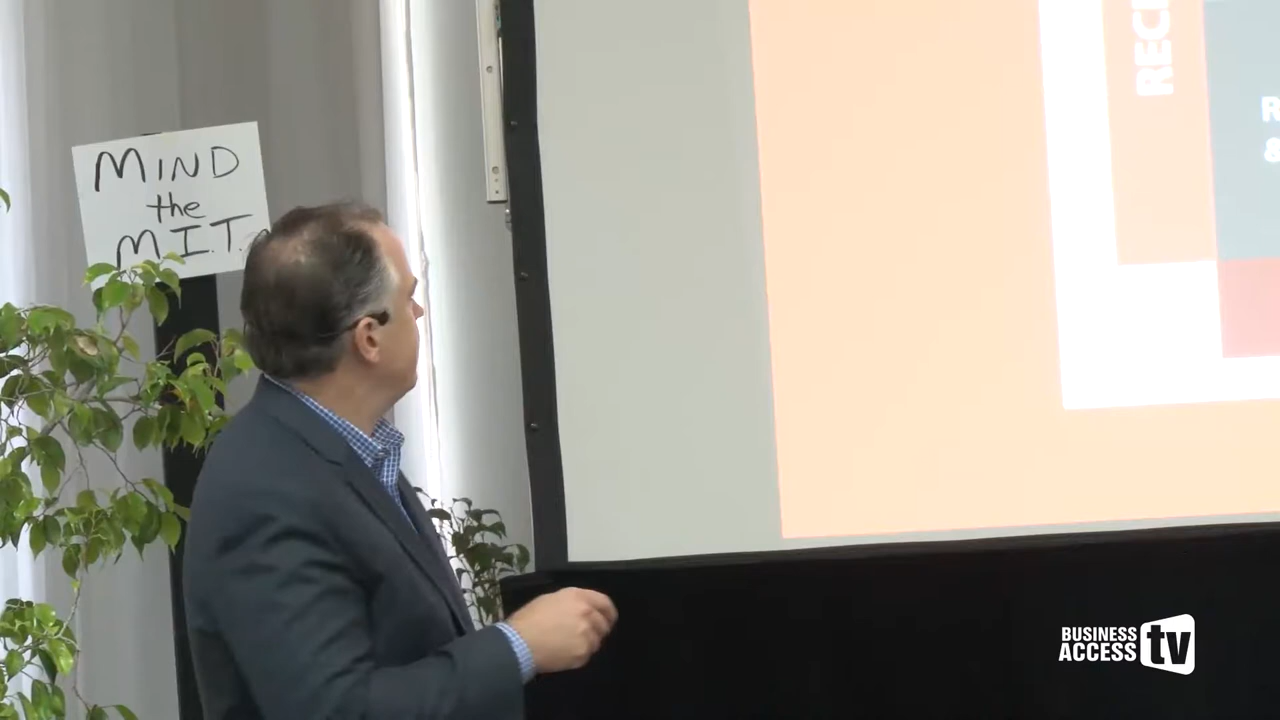 MIND
the
M.I.T.
BUSINESS
ACCESS
tv